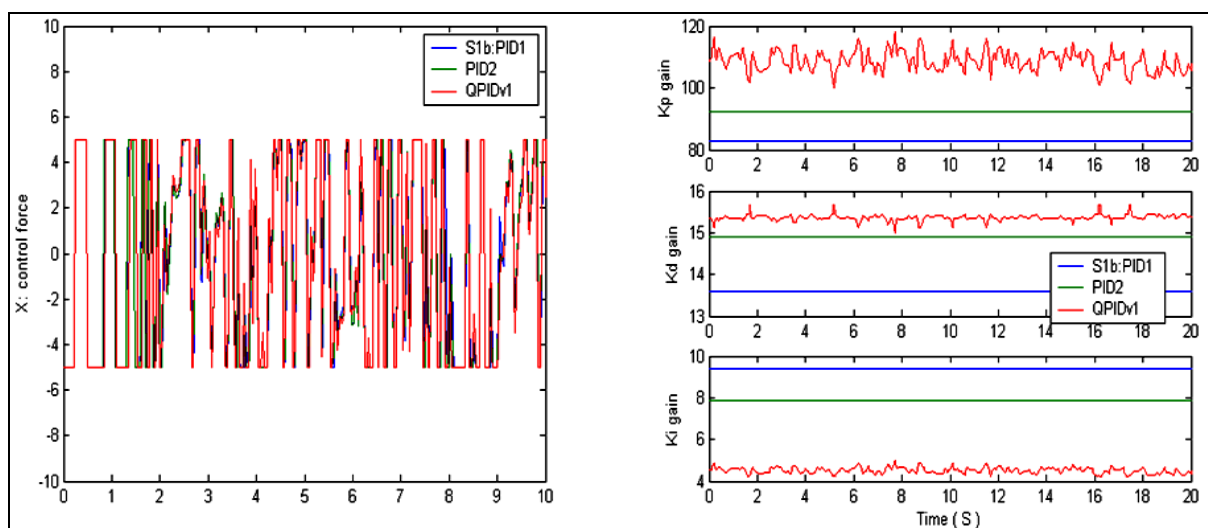 X: control force
10
8
6
4
2
0
-2
-4
-6
-8
-10
0 1 2 3 4 5 6 7 8 9 10
S1b:PID1
PID2
QPIDv1
Kp gain
120
100
80
0 2 4 6 8 10 12 14 16 18 20
Kd gain
16
15
14
13
0 2 4 6 8 10 12 14 16 18 20
S1b:PID1
PID2
QPIDv1
Ki gain
10
8
6
4
0 2 4 6 8 10 12 14 16 18 20
Time ( S )